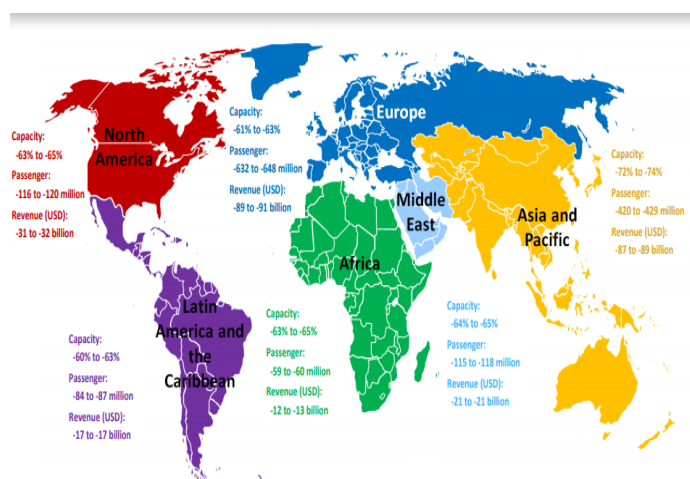 North
America
Capacity:
-63% to -65%
Passenger:
-116 to -120 million
Revenue (USD):
-31 to -32 billion
Europe
Capacity:
-61% to -63%
Passenger:
-632 to -648 million
Revenue (USD):
-89 to -91 billion
Middle
East
Capacity:
-64% to -65%
Passenger:
-115 to -118 million
Revenue (USD):
-21 to -21 billion
Asia and
Pacific
Capacity:
-72% to -74%
Passenger:
-420 to -429 million
Revenue (USD):
-87 to -89 billion
Africa
Capacity:
-63% to -65%
Passenger:
-59 to -60 million
Revenue (USD):
-12 to -13 billion
Latin
America and
the
Caribbean
Capacity:
-60% to -63%
Passenger:
-84 to -87 million
Revenue (USD):
-17 to -17 billion